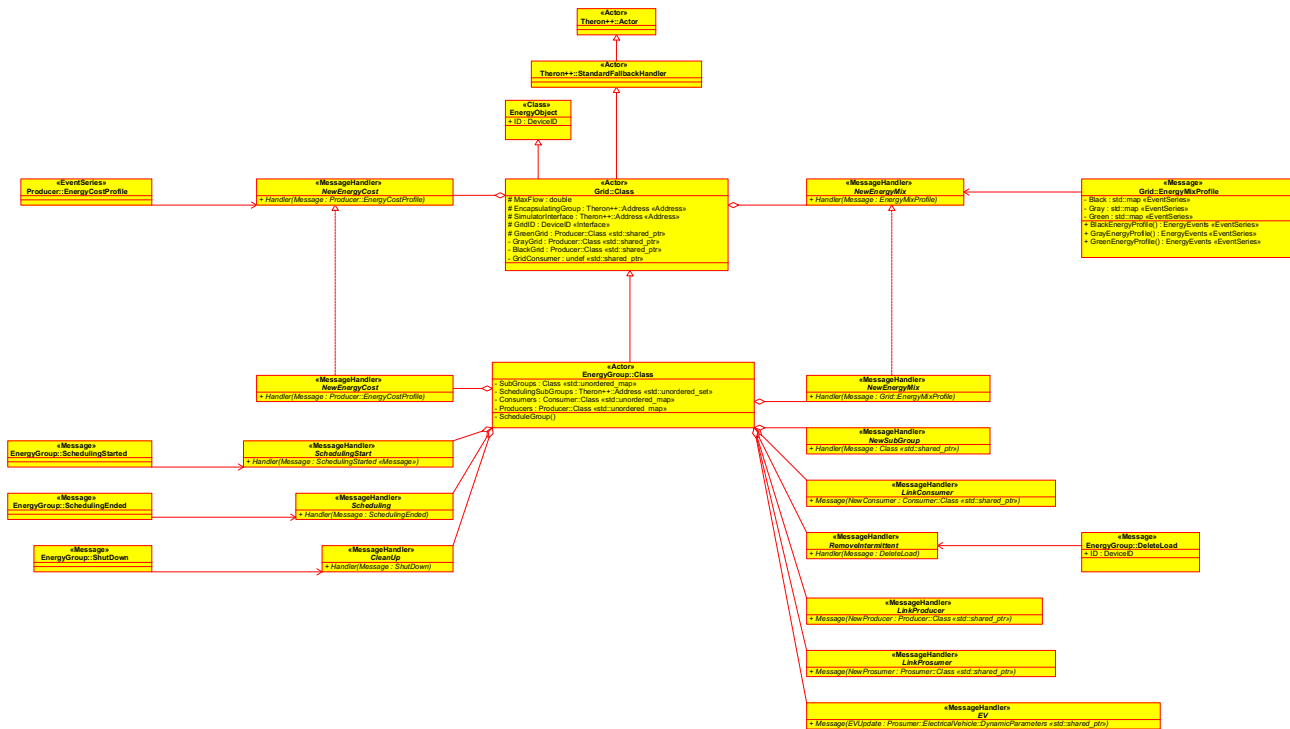 «Actor»
Theron++::Actor
«Actor»
Theron++::StandardFallbackHandler
«Class»
EnergyObject
+ ID : DeviceID
«EventSeries»
Producer::EnergyCostProfile
«MessageHandler»
NewEnergyCost
+ Handler(Message : Producer::EnergyCostProfile)
«Actor»
Grid::Class
# MaxFlow : double
# EncapsulatingGroup : Theron++::Address «Address»
# SimulatorInterface : Theron++::Address «Address»
# GridID : DeviceID «Interface»
# GreenGrid : Producer::Class «std::shared_ptr»
- GrayGrid : Producer::Class «std::shared_ptr»
- BlackGrid : Producer::Class «std::shared_ptr»
- GridConsumer : undef «std::shared_ptr»
«MessageHandler»
NewEnergyMix
+ Handler(Message : EnergyMixProfile)
«Message»
Grid::EnergyMixProfile
- Black : std::map «EventSeries»
- Gray : std::map «EventSeries»
- Green : std::map «EventSeries»
+ BlackEnergyProfile() : EnergyEvents «EventSeries»
+ GrayEnergyProfile() : EnergyEvents «EventSeries»
+ GreenEnergyProfile() : EnergyEvents «EventSeries»
«MessageHandler»
NewEnergyCost
+ Handler(Message : Producer::EnergyCostProfile)
«Actor»
EnergyGroup::Class
- SubGroups : Class «std::unordered_map»
- SchedulingSubGroups : Theron++::Address «std::unordered_set»
- Consumers : Consumer::Class «std::unordered_map»
- Producers : Producer::Class «std::unordered_map»
- ScheduleGroup()
«MessageHandler»
NewEnergyMix
+ Handler(Message : Grid::EnergyMixProfile)
«Message»
EnergyGroup::SchedulingStarted
«MessageHandler»
SchedulingStart
+ Handler(Message : SchedulingStarted «Message»)
«MessageHandler»
NewSubGroup
+ Handler(Message : Class «std::shared_ptr»)
«Message»
EnergyGroup::SchedulingEnded
«MessageHandler»
Scheduling
+ Handler(Message : SchedulingEnded)
«MessageHandler»
LinkConsumer
+ Message(NewConsumer : Consumer::Class «std::shared_ptr»)
«Message»
EnergyGroup::ShutDown
«MessageHandler»
CleanUp
+ Handler(Message : ShutDown)
«MessageHandler»
RemoveIntermittent
+ Handler(Message : DeleteLoad)
«Message»
EnergyGroup::DeleteLoad
+ ID : DeviceID
«MessageHandler»
LinkProducer
+ Message(NewProducer : Producer::Class «std::shared_ptr»)
«MessageHandler»
LinkProsumer
+ Message(NewProsumer : Prosumer::Class «std::shared_ptr»)
«MessageHandler»
EV
+ Message(EVUpdate : Prosumer::ElectricalVehicle::DynamicParameters «std::shared_ptr»)